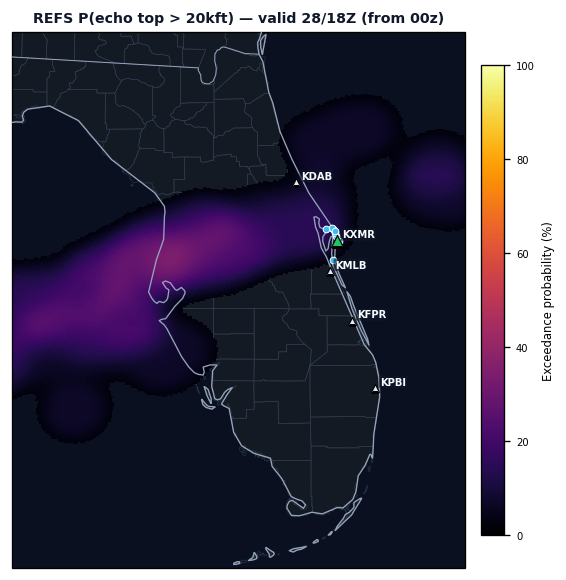 REFS P(echo top > 20kft) — valid 28/18Z (from 00z)
KDAB
KXMR
KMLB
KFPR
KPBI
100
80
60
40
20
0
Exceedance probability (%)